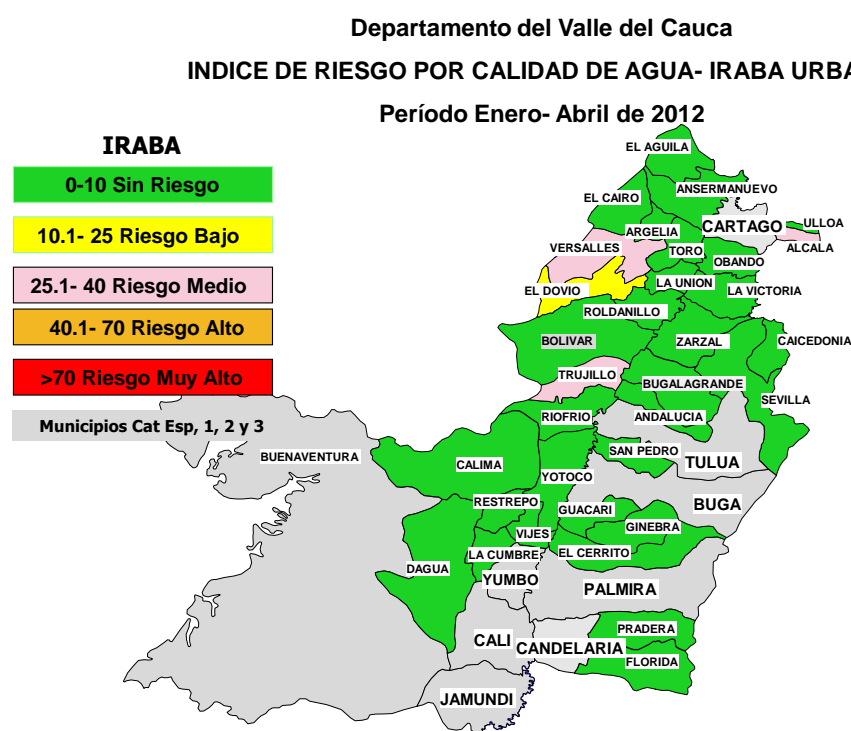 Departamento del Valle del Cauca
INDICE DE RIESGO POR CALIDAD DE AGUA- IRABA URBA
Período Enero- Abril de 2012
IRABA
0-10 Sin Riesgo
10.1- 25 Riesgo Bajo
25.1- 40 Riesgo Medio
40.1- 70 Riesgo Alto
>70 Riesgo Muy Alto
Municipios Cat Esp, 1, 2 y 3
EL AGUILA
ANSERMANUEVO
EL CAIRO
CARTAGO
ULLOA
ARGELIA
ALCALA
VERSALLES
TORO
OBANDO
EL DOVIO
LA UNION
LA VICTORIA
ROLDANILLO
BOLIVAR
ZARZAL
CAICEDONIA
TRUJILLO
BUGALAGRANDE
SEVILLA
RIOFRIO
ANDALUCIA
BUENAVENTURA
CALIMA
SAN PEDRO
TULUA
YOTOCO
RESTREPO
GUACARI
BUGA
VIJES
GINEBRA
LA CUMBRE
EL CERRITO
DAGUA
YUMBO
PALMIRA
PRADERA
CALI
CANDELARIA
FLORIDA
JAMUNDI